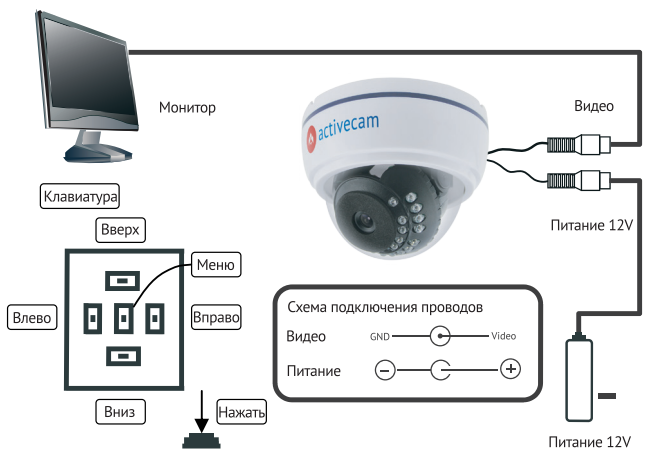 Монитор
activecam
Видео
Питание 12V
Клавиатура
Вверх
Меню
Влево
Вправо
Вниз
Нажать
Схема подключения проводов
Видео GND Video
Питание − +
Питание 12V